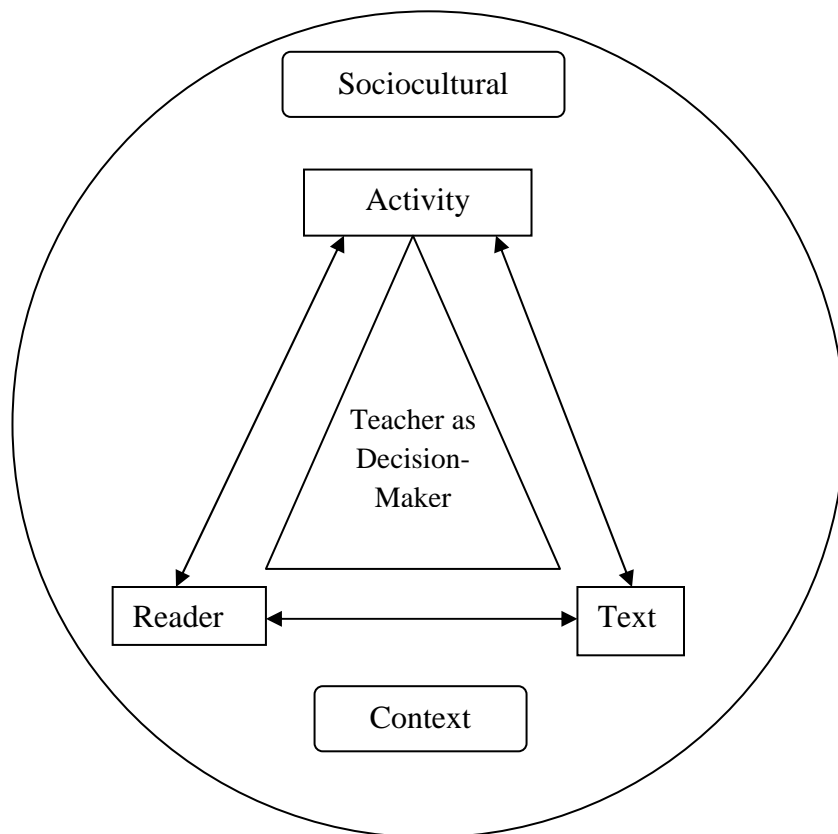 Sociocultural
Activity
Teacher as
Decision-
Maker
Reader
Text
Context